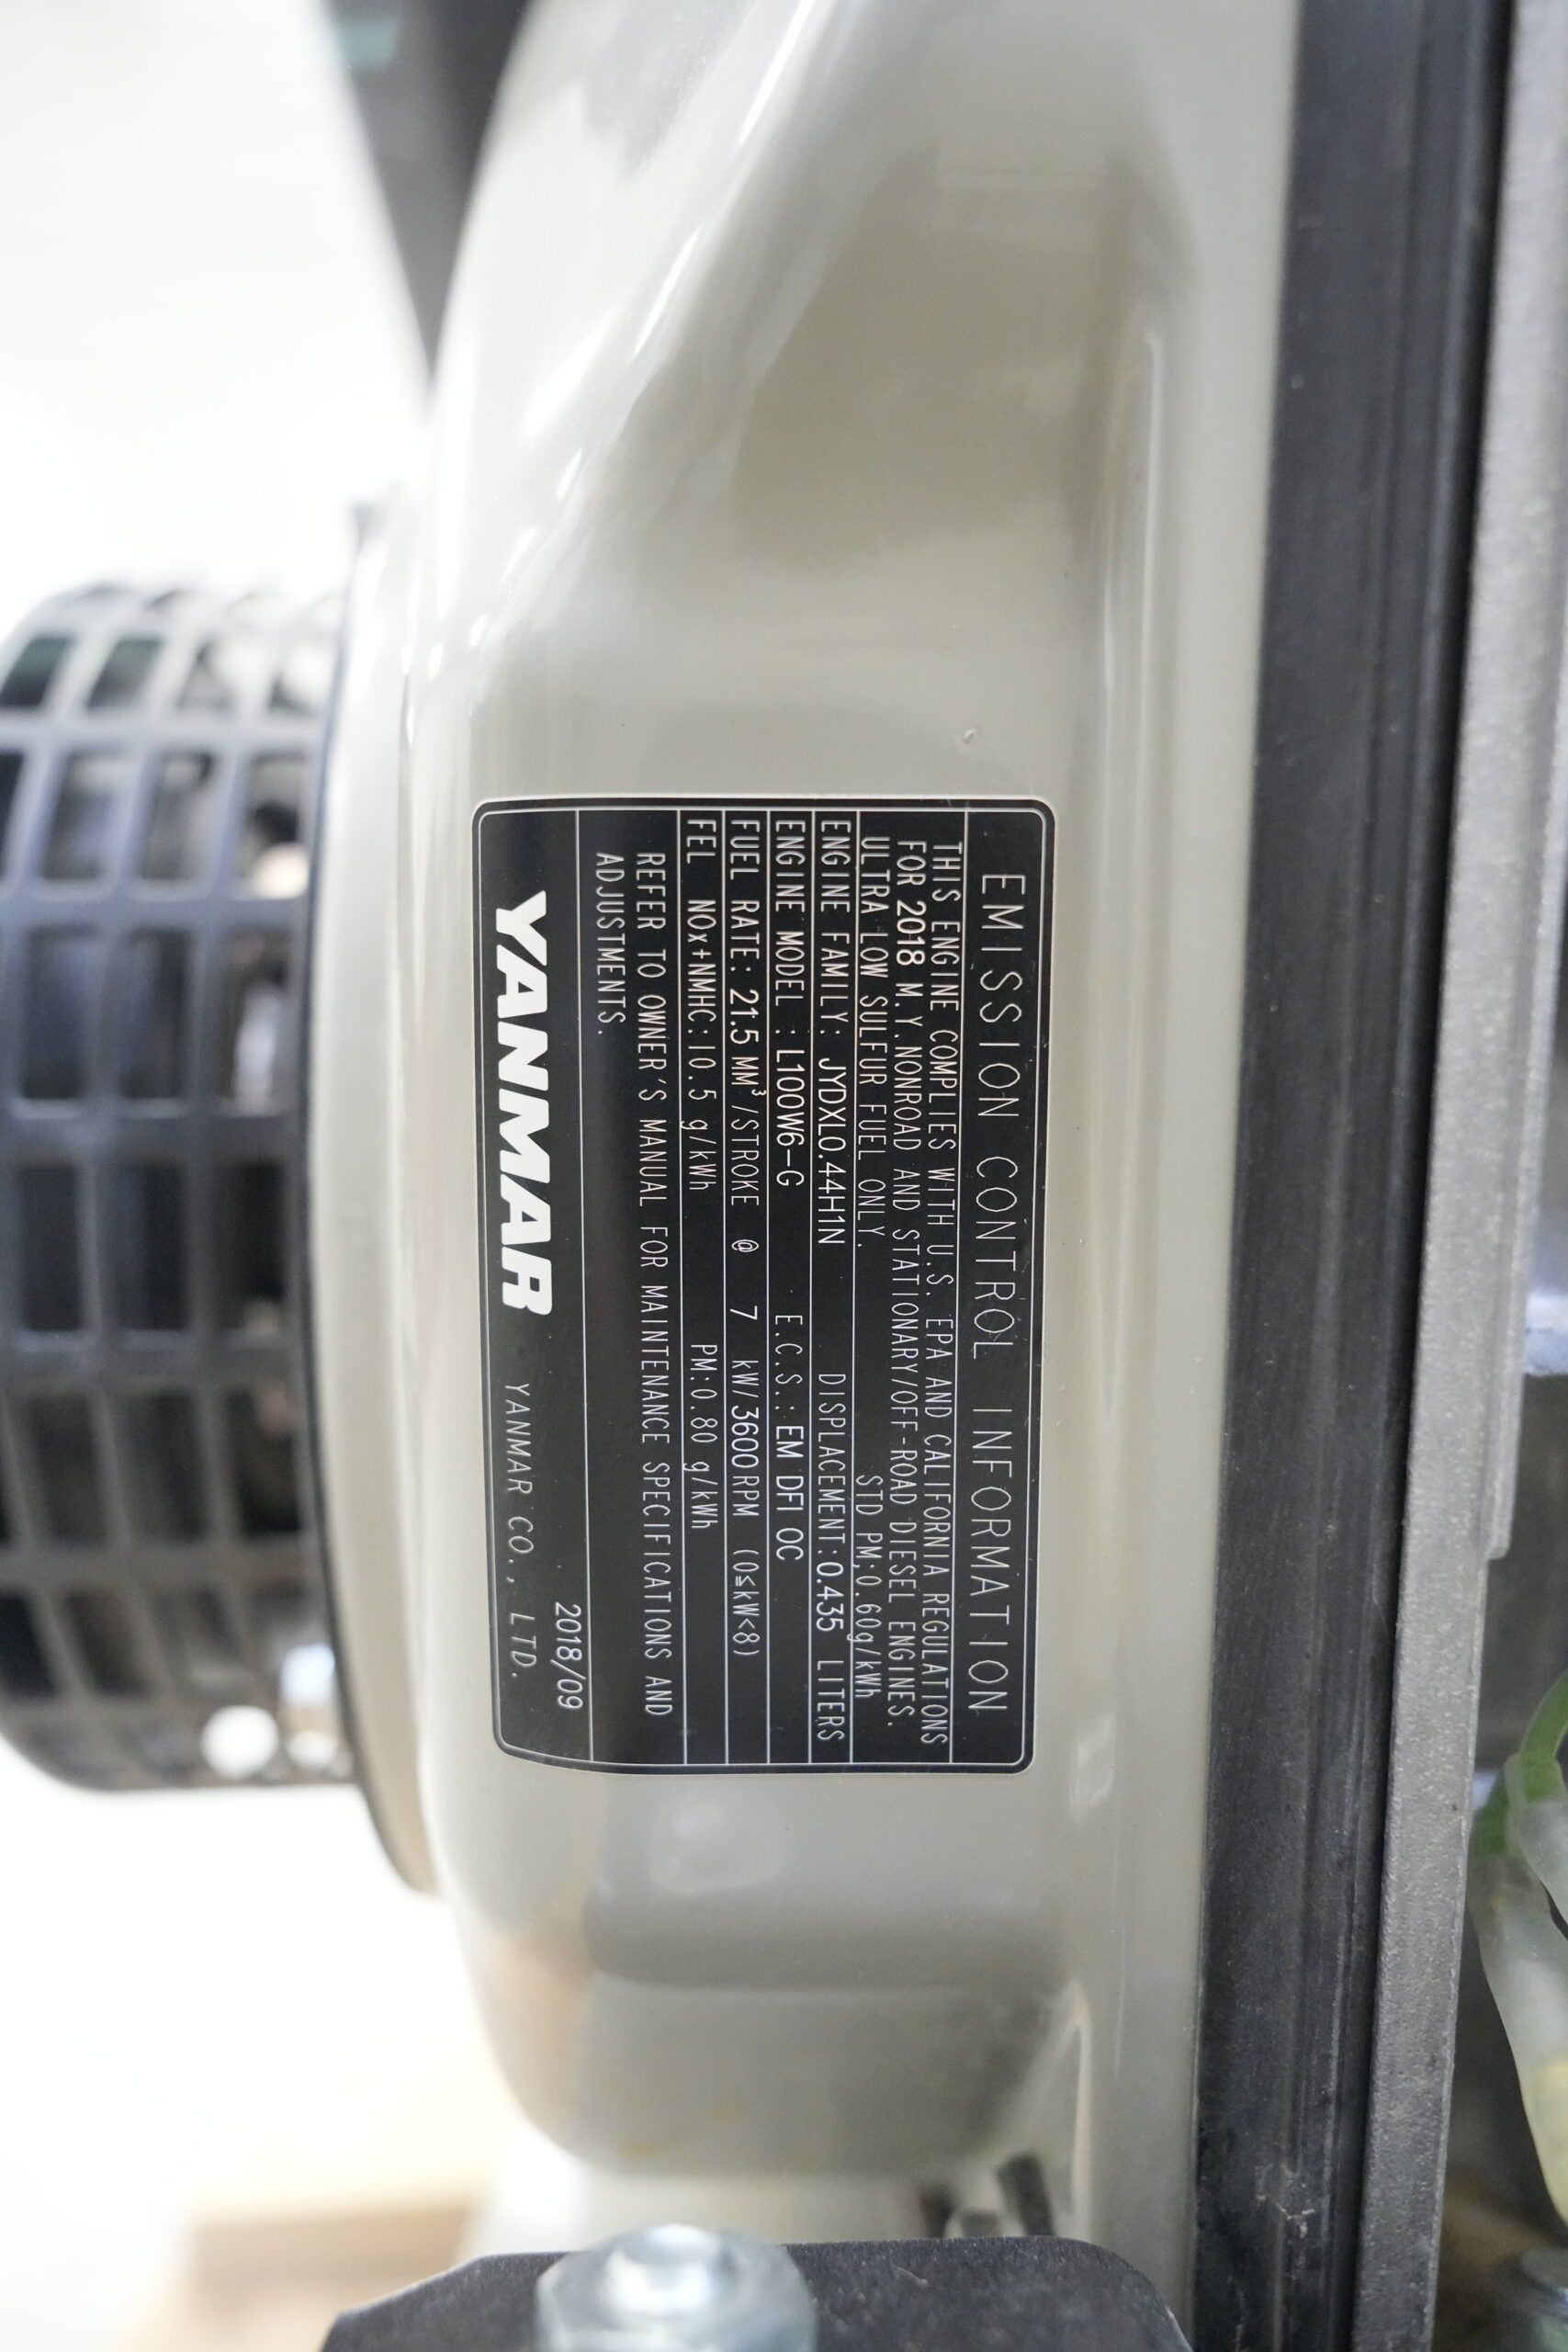 EMISSION CONTROL INFORMATION
THIS ENGINE COMPLIES WITH U.S. EPA AND CALIFORNIA REGULATIONS
FOR 2018 M.Y.NONROAD AND STATIONARY/OFF-ROAD DIESEL ENGINES.
ULTRA LOW SULFUR FUEL ONLY. STD PM:0.60g/kWh
ENGINE FAMILY: JYDXL0.44H1N DISPLACEMENT:0.435 LITERS
ENGINE MODEL : L100W6-G E.C.S.: EM DFI OC
FUEL RATE: 21.5 MM³/STROKE @ 7 kW/3600RPM (0≤kW<8)
FEL NOx+NMHC:10.5 g/kWh PM:0.80 g/kWh
REFER TO OWNER'S MANUAL FOR MAINTENANCE SPECIFICATIONS AND
ADJUSTMENTS.
2018/09
YANMAR YANMAR CO., LTD.